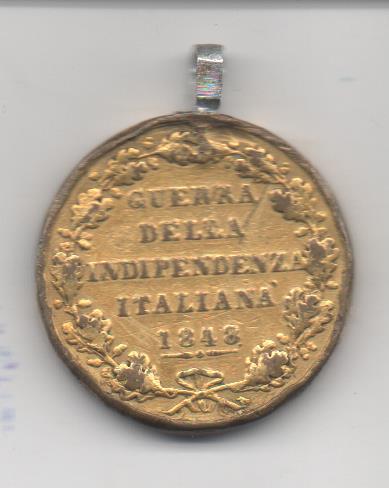 GUERRA
DELLA
INDIPENDENZA
ITALIANA
1848